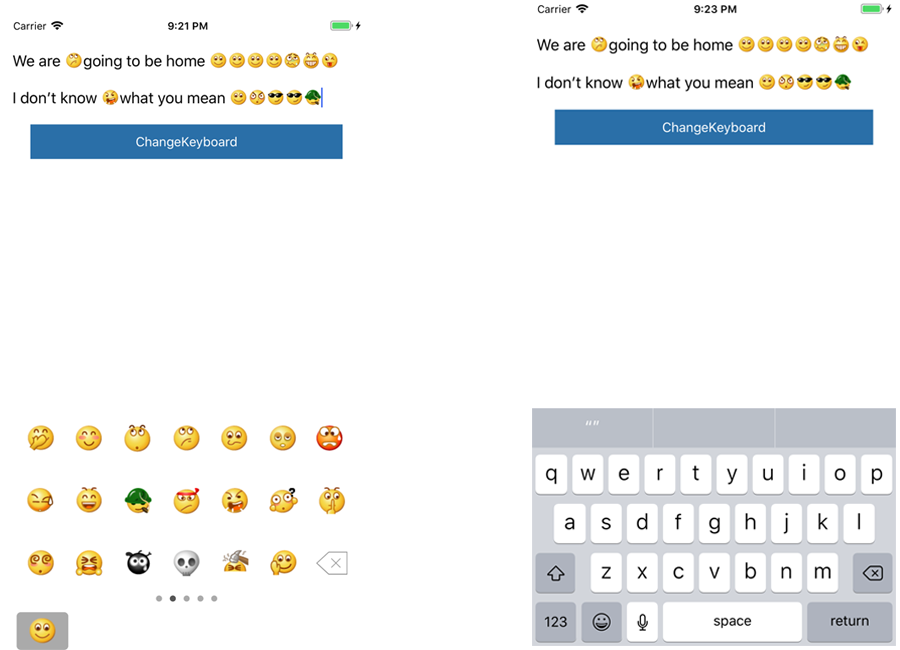 Carrier 9:21 PM
We are 🤔going to be home 😊😊😊😊😟😁😜
I don’t know 😜what you mean 😊😳😎😎
ChangeKeyboard
Carrier 9:23 PM
We are 🤔going to be home 😊😊😊😊😟😁😜
I don’t know 😜what you mean 😊😳😎😎
ChangeKeyboard
""
q w e r t y u i o p
a s d f g h j k l
z x c v b n m
123 space return